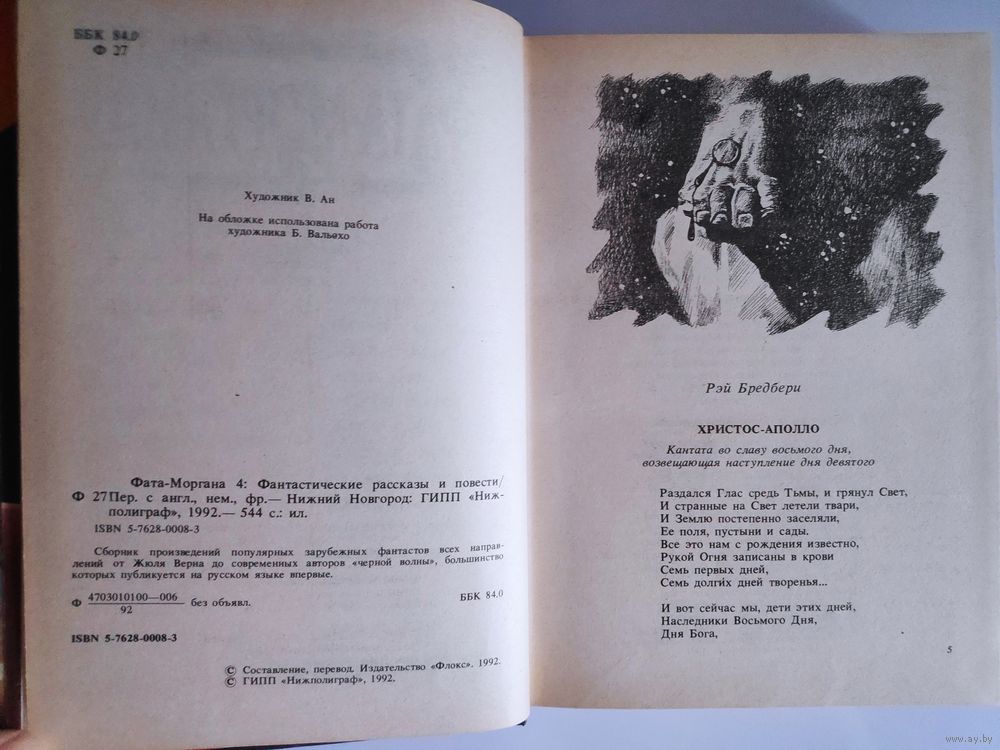 ББК 84.0
Ф 27
Художник В. Ан
На обложке использована работа
художника Б. Вальехо
Фата-Моргана 4: Фантастические рассказы и повести/
Ф 27 Пер. с англ., нем., фр.— Нижний Новгород: ГИПП «Ниж-
полиграф», 1992.— 544 с.: ил.
ISBN 5-7628-0008-3
Сборник произведений популярных зарубежных фантастов всех направ-
лений от Жюля Верна до современных авторов «черной волны», большинство
которых публикуется на русском языке впервые.
Ф 4703010100—006
92
без объявл.
ББК 84.0
ISBN 5-7628-0008-3
© Составление, перевод. Издательство «Флокс». 1992.
© ГИПП «Нижполиграф», 1992.
Рэй Бредбери
ХРИСТОС-АПОЛЛО
Кантата во славу восьмого дня,
возвещающая наступление дня девятого
Раздался Глас средь Тьмы, и грянул Свет,
И странные на Свет летели твари,
И Землю постепенно заселяли,
Ее поля, пустыни и сады.
Все это нам с рождения известно,
Рукой Огня записаны в крови
Семь первых дней,
Семь долгих дней творенья...
И вот сейчас мы, дети этих дней,
Наследники Восьмого Дня,
Дня Бога,
5
www.ay.by